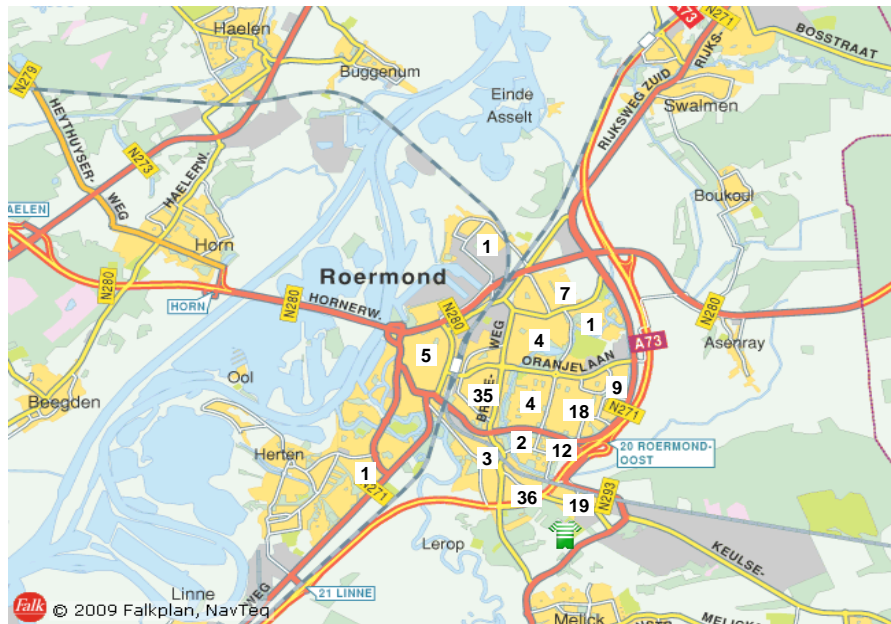 A73
N271
Haelen
BOSSTRAAT
RIJKS-
Buggenum
N279
Einde
Asselt
RIJKSWEG ZUID
Swalmen
HEYTHUYSER-
WEG
N273
HAELERW.
AELEN
Boukoul
Horn
1
N280
Roermond
HORN
N280
HORNERW.
N280
7
1
N280
WEG
4
5
ORANJELAAN
A73
Asenray
Ool
35
9
Beegden
4
18
N271
2
20 ROERMOND-
OOST
Herten
12
3
1
N271
36
19
N293
Lerop
KEULSE-
Linne
WEG
21 LINNE
Falk
© 2009 Falkplan, NavTeq
Melick
MELICK